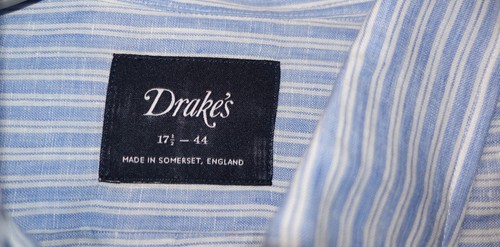 Drake's
17½ – 44
MADE IN SOMERSET, ENGLAND